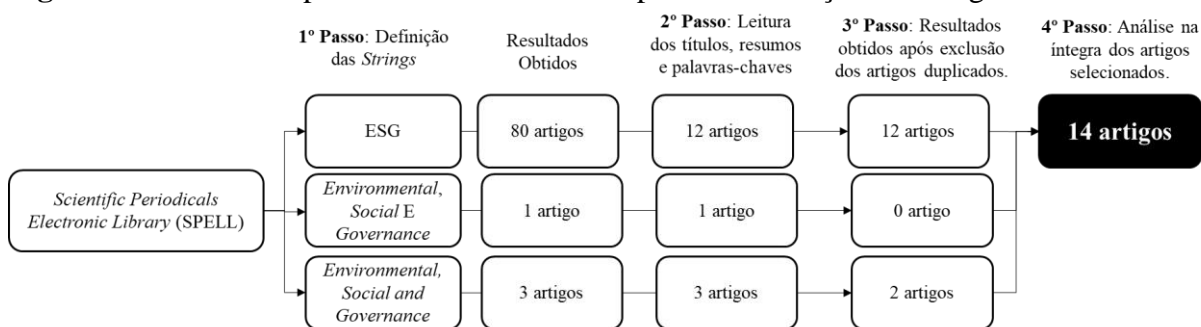 1º Passo: Definição
das Strings
Resultados
Obtidos
2º Passo: Leitura
dos títulos, resumos
e palavras-chaves
3º Passo: Resultados
obtidos após exclusão
dos artigos duplicados.
4º Passo: Análise na
íntegra dos artigos
selecionados.
Scientific Periodicals
Electronic Library (SPELL)
ESG
80 artigos
12 artigos
12 artigos
14 artigos
Environmental,
Social E
Governance
1 artigo
1 artigo
0 artigo
Environmental,
Social and
Governance
3 artigos
3 artigos
2 artigos